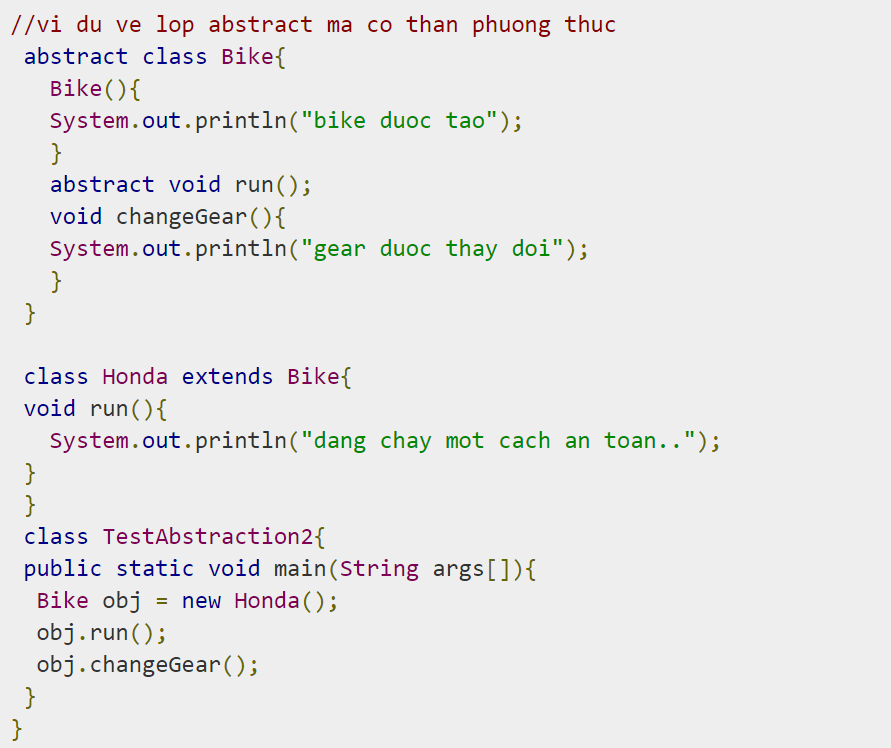 //vi du ve lop abstract ma co than phuong thuc
abstract class Bike{
Bike(){
System.out.println("bike duoc tao");
}
abstract void run();
void changeGear(){
System.out.println("gear duoc thay doi");
}
}
class Honda extends Bike{
void run(){
System.out.println("dang chay mot cach an toan..");
}
}
class TestAbstraction2{
public static void main(String args[]){
Bike obj = new Honda();
obj.run();
obj.changeGear();
}
}